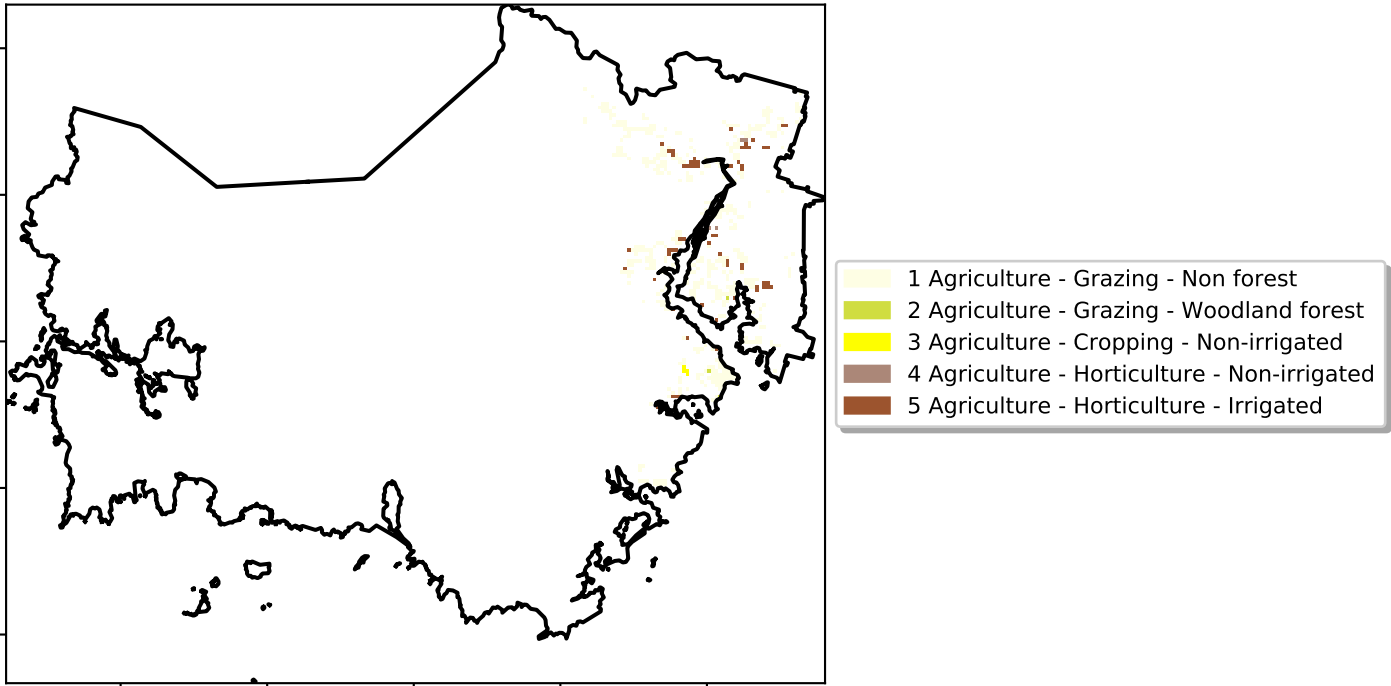 1 Agriculture - Grazing - Non forest
2 Agriculture - Grazing - Woodland forest
3 Agriculture - Cropping - Non-irrigated
4 Agriculture - Horticulture - Non-irrigated
5 Agriculture - Horticulture - Irrigated